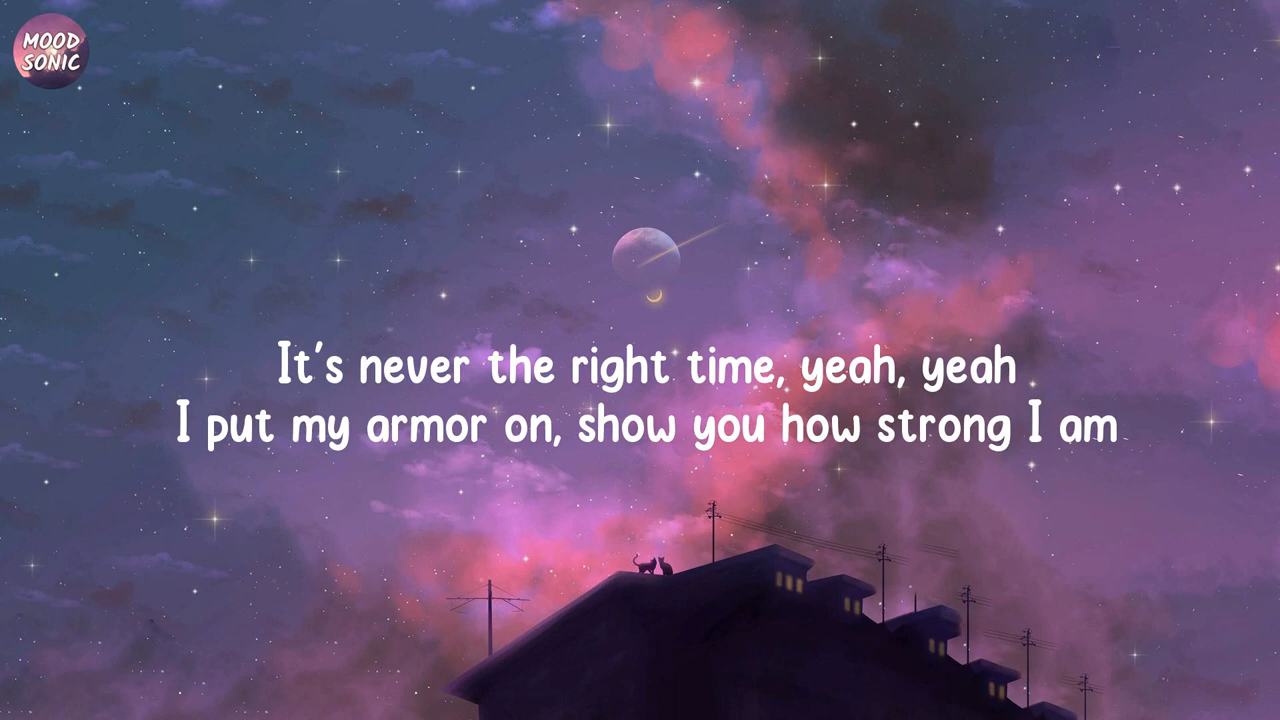 MOOD
SONIC
It's never the right time, yeah, yeah
I put my armor on, show you how strong I am